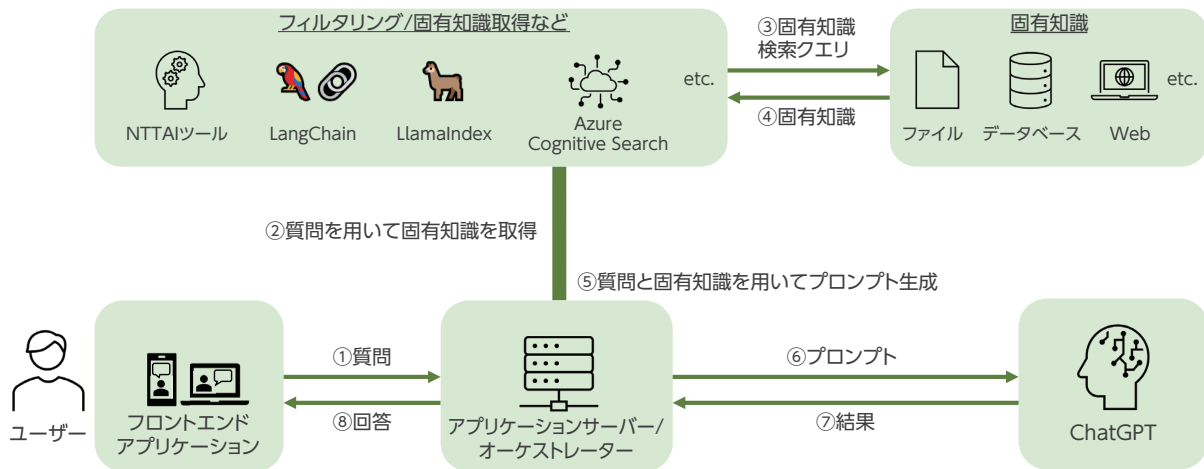 フィルタリング/固有知識取得など
NTTAIツール
LangChain
LlamaIndex
Azure
Cognitive Search
etc.
③固有知識
検索クエリ
④固有知識
固有知識
ファイル
データベース
Web
etc.
②質問を用いて固有知識を取得
⑤質問と固有知識を用いてプロンプト生成
ユーザー
フロントエンド
アプリケーション
①質問
⑧回答
アプリケーションサーバー/
オーケストレーター
⑥プロンプト
⑦結果
ChatGPT